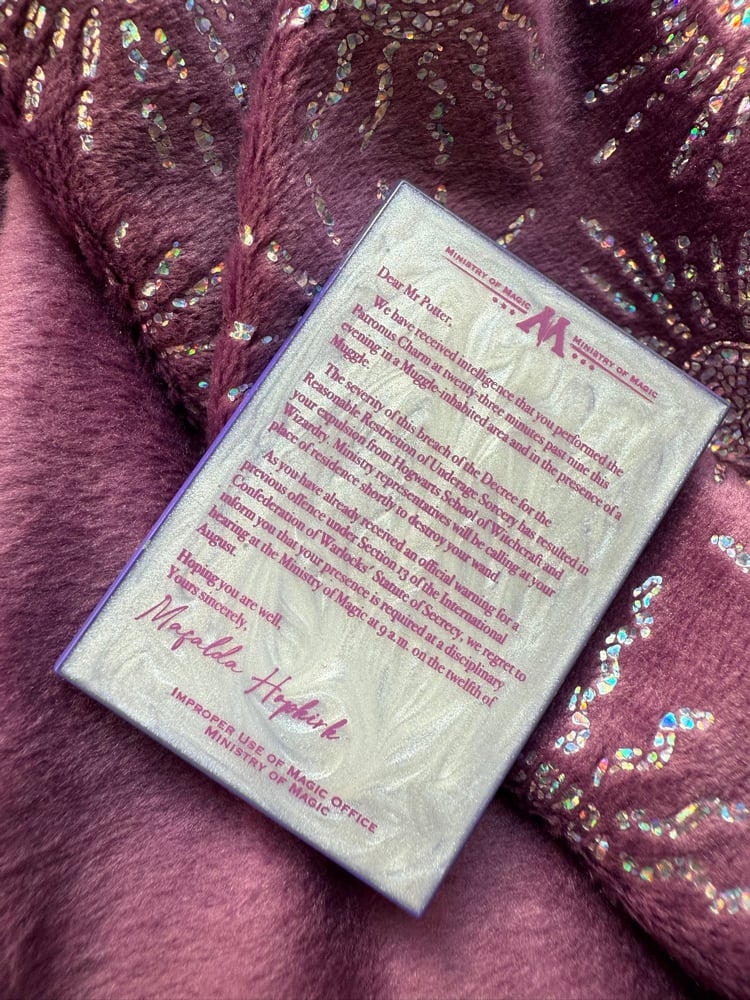 MINISTRY OF MAGIC M MINISTRY OF MAGIC
Dear Mr Potter,
We have received intelligence that you performed the
Patronus Charm at twenty-three minutes past nine this
evening in a Muggle-inhabited area and in the presence of a
Muggle.
The severity of this breach of the Decree for the
Reasonable Restriction of Underage Sorcery has resulted in
your expulsion from Hogwarts School of Witchcraft and
Wizardry. Ministry representatives will be calling at your
place of residence shortly to destroy your wand.
As you have already received an official warning for a
previous offence under Section 13 of the International
Confederation of Warlocks' Statute of Secrecy, we regret to
inform you that your presence is required at a disciplinary
hearing at the Ministry of Magic at 9 a.m. on the twelfth of
August.
Hoping you are well,
Yours sincerely,
Mafalda Hopkirk
IMPROPER USE OF MAGIC OFFICE
MINISTRY OF MAGIC